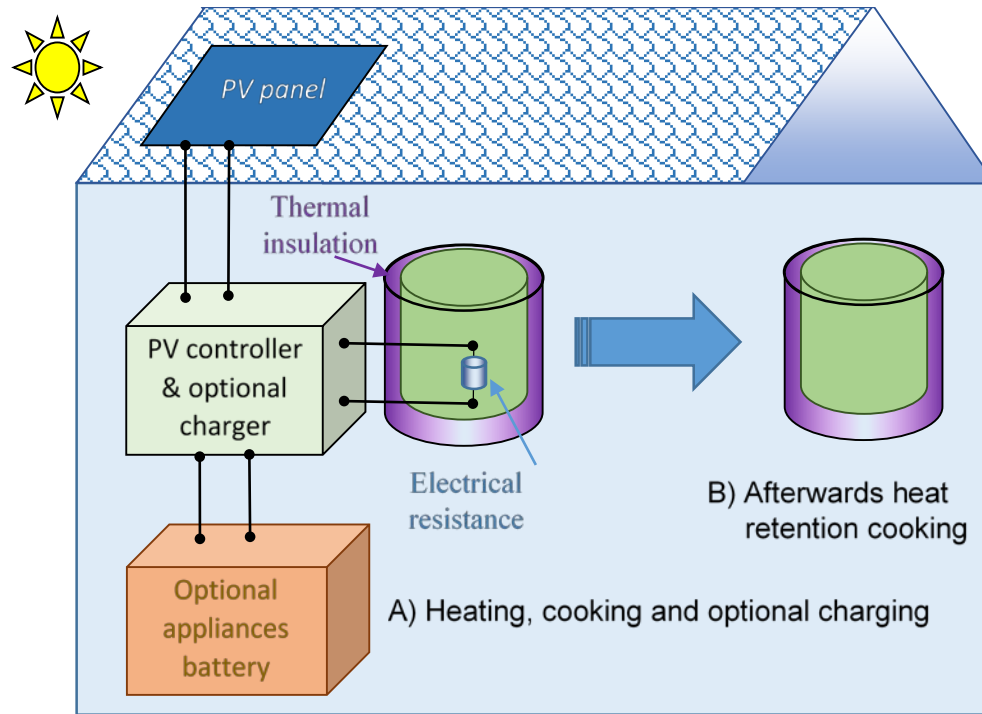 PV panel
Thermal
insulation
PV controller
& optional
charger
Electrical
resistance
B) Afterwards heat
retention cooking
Optional
appliances
battery
A) Heating, cooking and optional charging